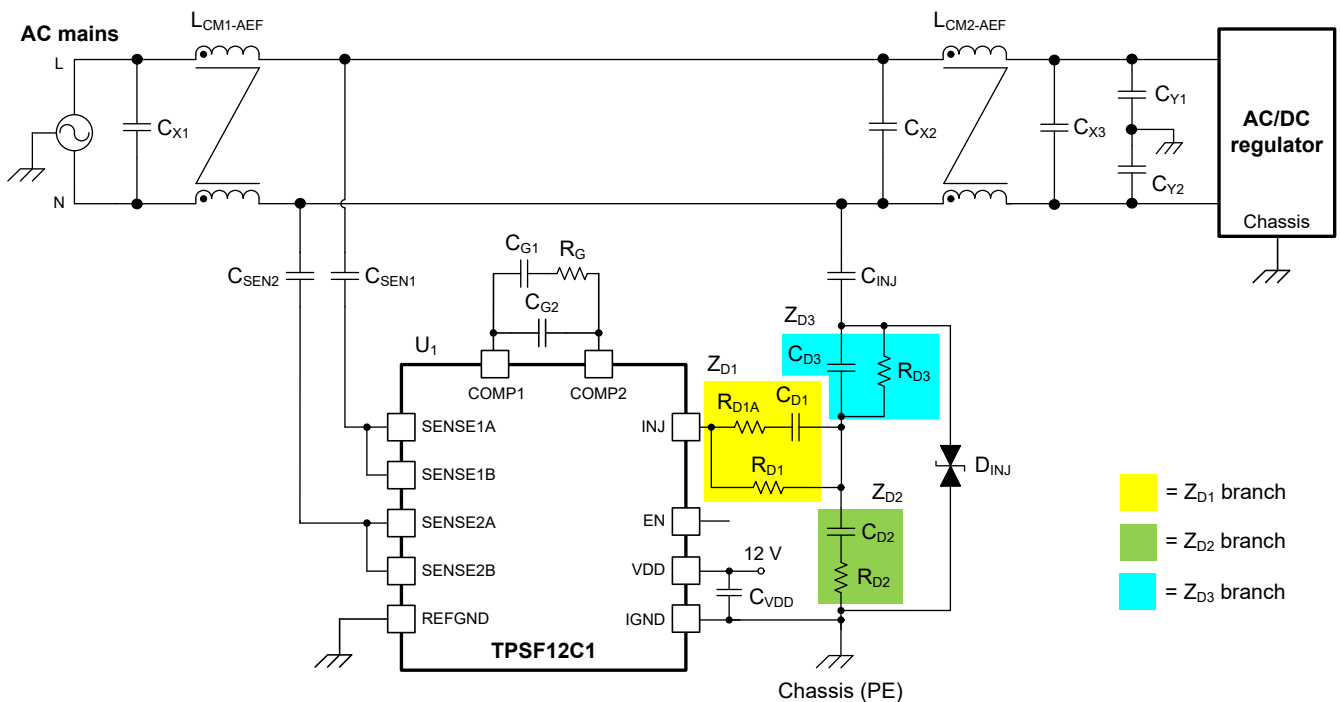 AC mains
L
N
LCM1-AEF
LCM2-AEF
CX1
CX2
CX3
CY1
CY2
AC/DC
regulator
Chassis
CSEN2
CSEN1
CG1
RG
CG2
CINJ
U1
COMP1
COMP2
ZD3
CD3
RD3
ZD1
RD1A
CD1
RD1
ZD2
CD2
RD2
DINJ
SENSE1A
SENSE1B
SENSE2A
SENSE2B
REFGND
INJ
EN
VDD
IGND
12 V
CVDD
TPSF12C1
Chassis (PE)
= ZD1 branch
= ZD2 branch
= ZD3 branch